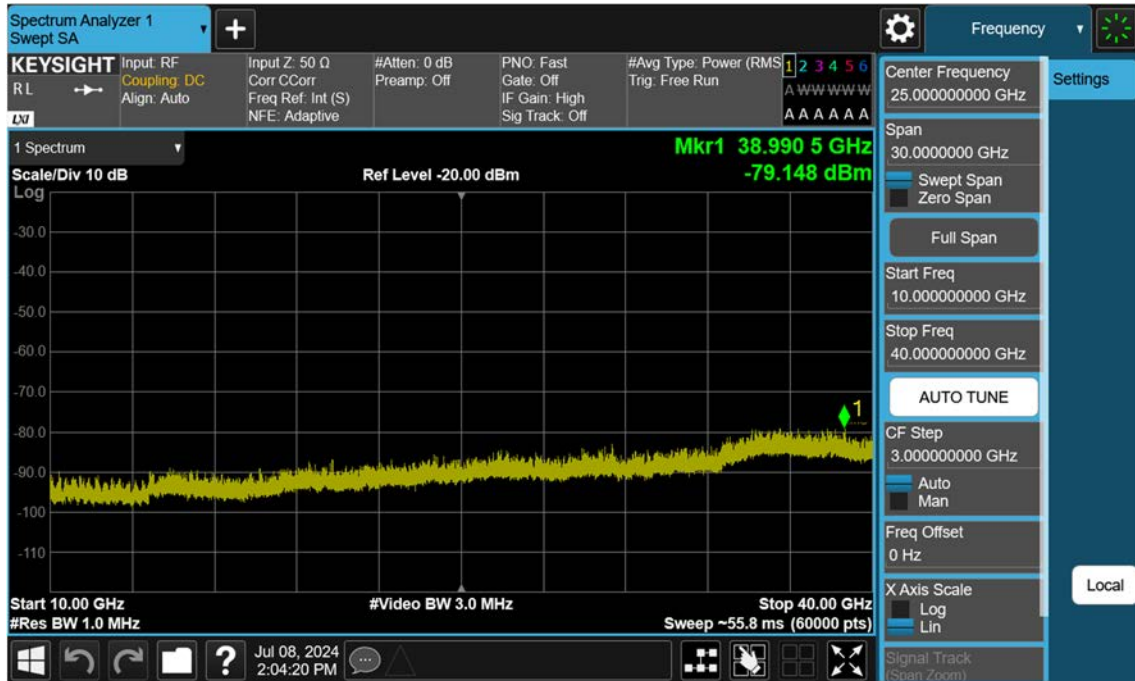 Spectrum Analyzer 1
Swept SA
Frequency
KEYSIGHT
R L
LXI
Input: RF
Coupling: DC
Align: Auto
Input Z: 50 Ω
Corr CCorr
Freq Ref: Int (S)
NFE: Adaptive
#Atten: 0 dB
Preamp: Off
PNO: Fast
Gate: Off
IF Gain: High
Sig Track: Off
#Avg Type: Power (RMS
Trig: Free Run
1 2 3 4 5 6
A W W W W W
A A A A A A
1 Spectrum
Mkr1 38.990 5 GHz
Scale/Div 10 dB
Ref Level -20.00 dBm
-79.148 dBm
Log
-30.0
-40.0
-50.0
-60.0
-70.0
1
-80.0
-90.0
-100
-110
Start 10.00 GHz
#Video BW 3.0 MHz
Stop 40.00 GHz
#Res BW 1.0 MHz
Sweep ~55.8 ms (60000 pts)
?
Jul 08, 2024
2:04:20 PM
Center Frequency
25.000000000 GHz
Span
30.0000000 GHz
Swept Span
Zero Span
Full Span
Start Freq
10.000000000 GHz
Stop Freq
40.000000000 GHz
AUTO TUNE
CF Step
3.000000000 GHz
Auto
Man
Freq Offset
0 Hz
X Axis Scale
Log
Lin
Signal Track
(Span Zoom)
Settings
Local